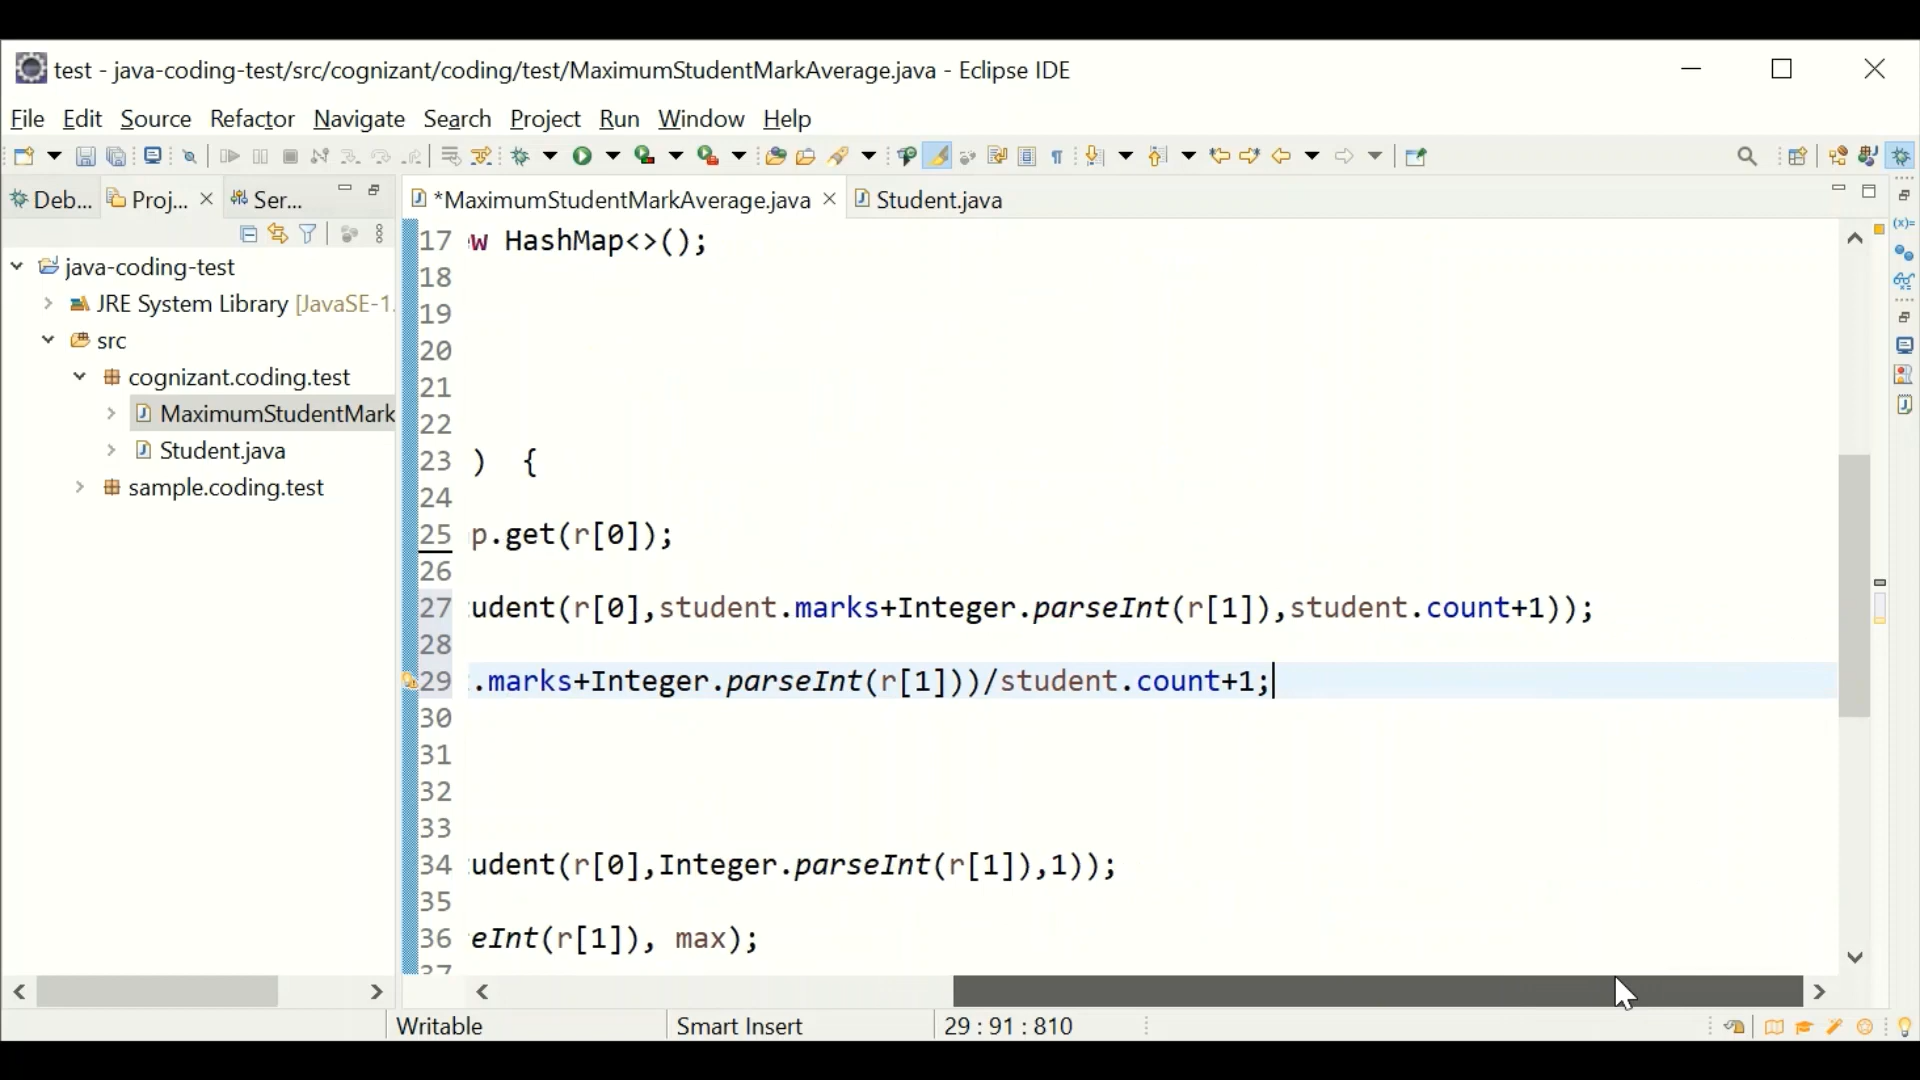 test - java-coding-test/src/cognizant/coding/test/MaximumStudentMarkAverage.java - Eclipse IDE
File Edit Source Refactor Navigate Search Project Run Window Help
Deb... Proj... Ser...
*MaximumStudentMarkAverage.java Student.java
java-coding-test
JRE System Library [JavaSE-1.
src
cognizant.coding.test
MaximumStudentMark
Student.java
sample.coding.test
17 w HashMap<>();
18
19
20
21
22
23 ) {
24
25 p.get(r[0]);
26
27 udent(r[0],student.marks+Integer.parseInt(r[1]),student.count+1));
28
29 .marks+Integer.parseInt(r[1]))/student.count+1;
30
31
32
33
34 udent(r[0],Integer.parseInt(r[1]),1));
35
36 eInt(r[1]), max);
37
Writable Smart Insert 29 : 91 : 810